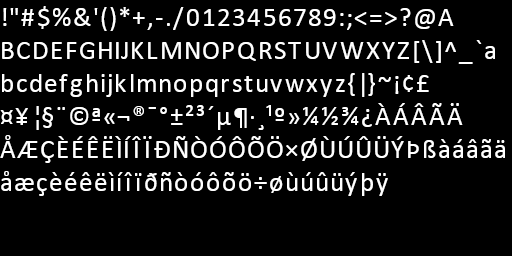 !"#$%&'()*+,-./0123456789:;<=>?@A
BCDEFGHIJKLMNOPQRSTUVWXYZ[\]^_`a
bcdefghijklmnopqrstuvwxyz{|}~¡¢£
¤¥¦§¨©ª«¬®¯°±²³´µ¶·¸¹º»¼½¾¿ÀÁÂÃÄ
ÅÆÇÈÉÊËÌÍÎÏÐÑÒÓÔÕÖ×ØÙÚÛÜÝÞßàáâãä
åæçèéêëìíîïðñòóôõö÷øùúûüýþÿ